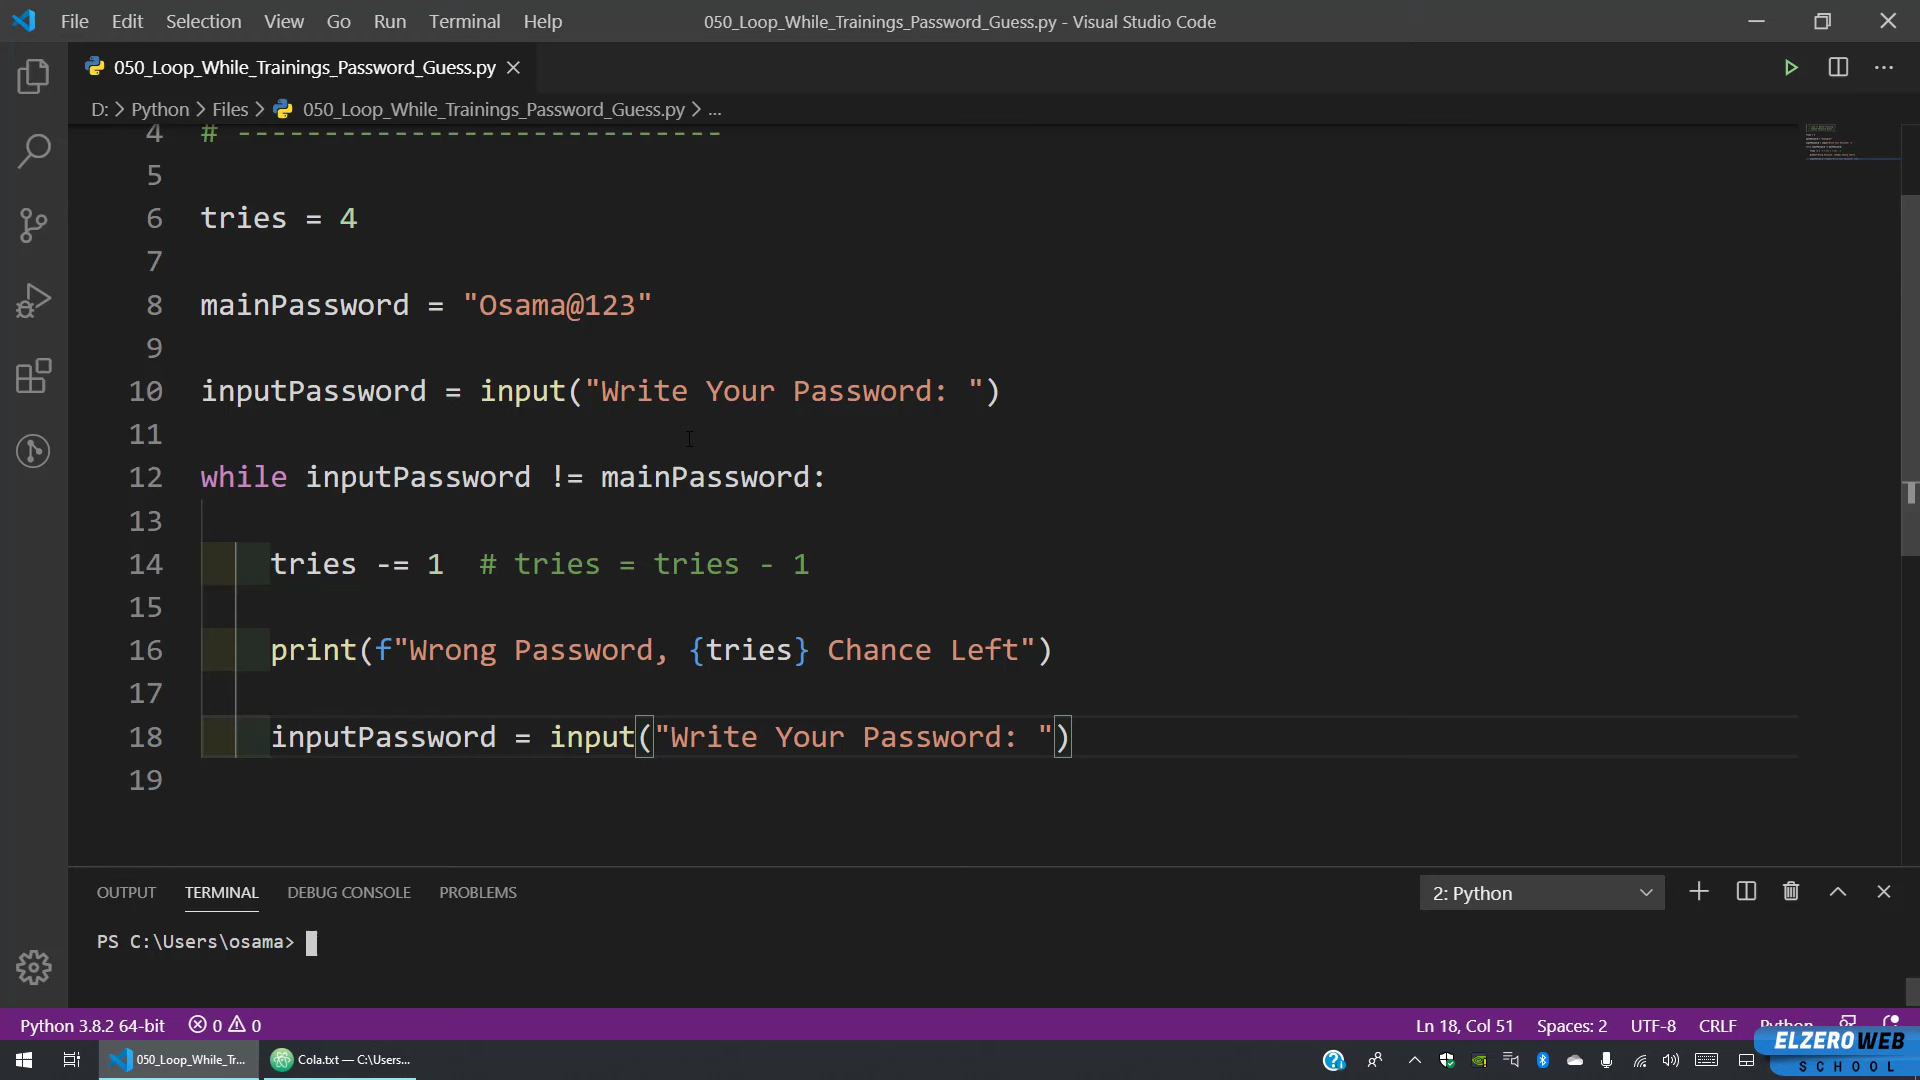 File Edit Selection View Go Run Terminal Help 050_Loop_While_Trainings_Password_Guess.py - Visual Studio Code
050_Loop_While_Trainings_Password_Guess.py
D: > Python > Files > 050_Loop_While_Trainings_Password_Guess.py > ...
4 # ----------------------------
5
6 tries = 4
7
8 mainPassword = "Osama@123"
9
10 inputPassword = input("Write Your Password: ")
11
12 while inputPassword != mainPassword:
13
14 tries -= 1 # tries = tries - 1
15
16 print(f"Wrong Password, {tries} Chance Left")
17
18 inputPassword = input("Write Your Password: ")
19
OUTPUT TERMINAL DEBUG CONSOLE PROBLEMS 2: Python
PS C:\Users\osama>
Python 3.8.2 64-bit 0 0 Ln 18, Col 51 Spaces: 2 UTF-8 CRLF Python
050_Loop_While_Tr... Cola.txt — C:\Users...
ELZEROWEB
SCHOOL